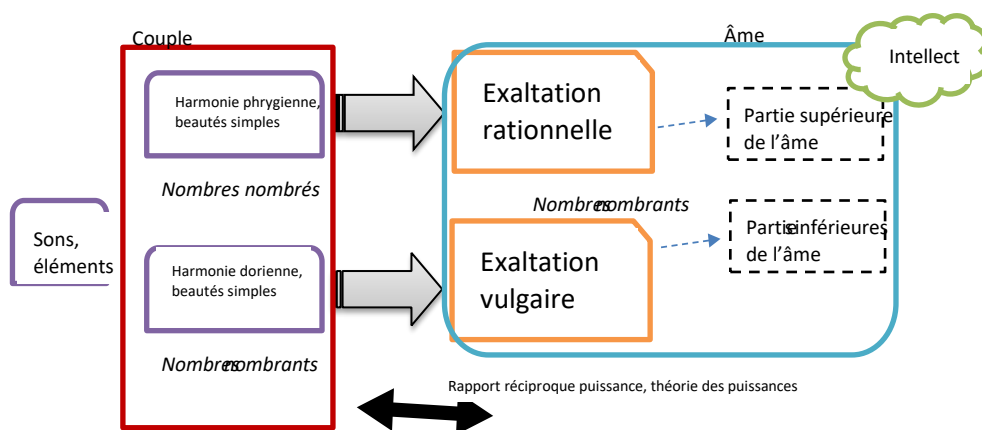 Couple
Âme
Intellect
Harmonie phrygienne,
beautés simples
Exaltation
rationnelle
Partie supérieure
de l’âme
Nombres nombrés
Nombres nombrants
Sons,
éléments
Harmonie dorienne,
beautés simples
Exaltation
vulgaire
Parties inférieures
de l’âme
Nombres nombrants
Rapport réciproque puissance, théorie des puissances